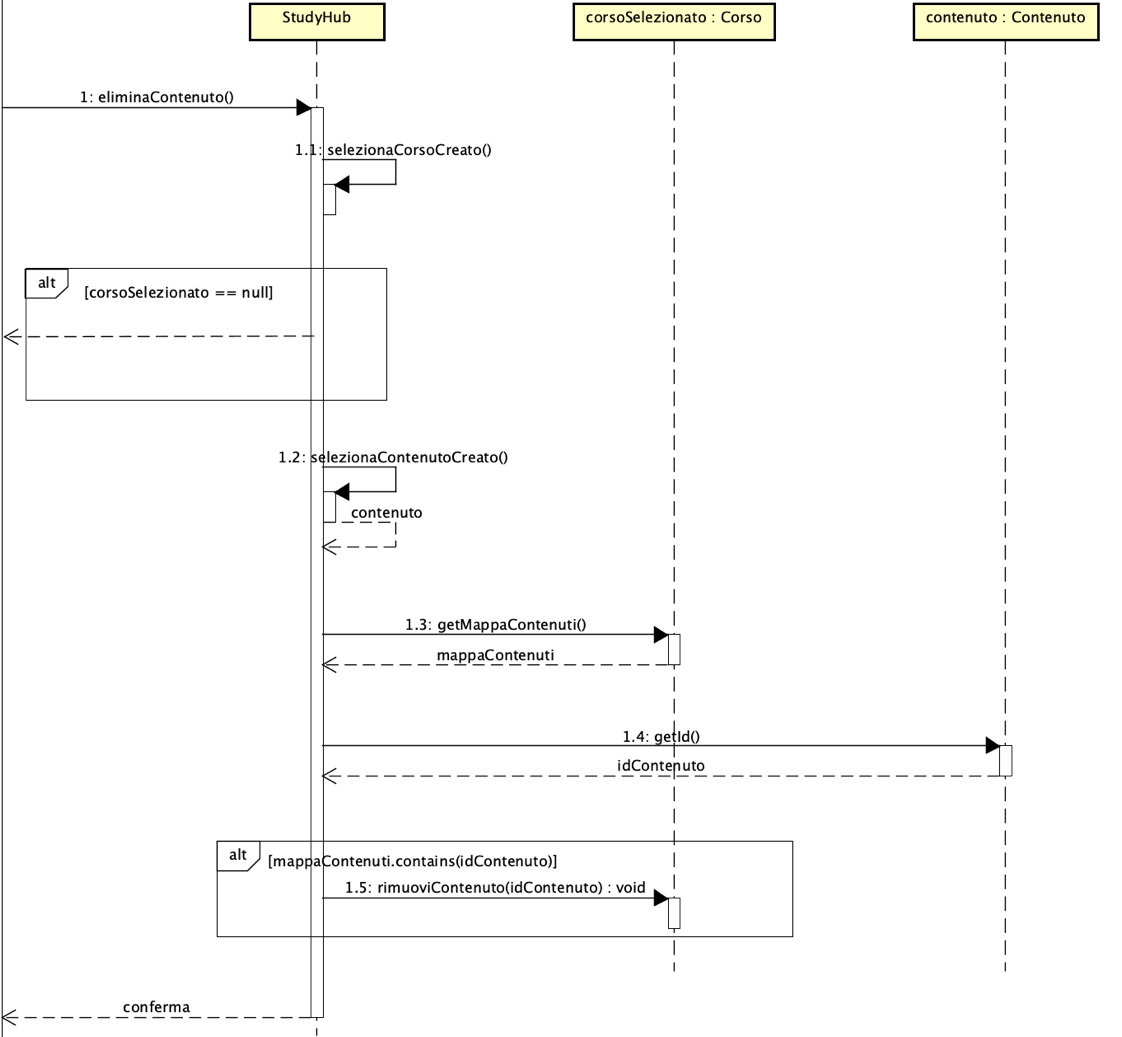 StudyHub
corsoSelezionato : Corso
contenuto : Contenuto
1: eliminaContenuto()
1.1: selezionaCorsoCreato()
alt
[corsoSelezionato == null]
1.2: selezionaContenutoCreato()
contenuto
1.3: getMappaContenuti()
mappaContenuti
1.4: getId()
idContenuto
alt
[mappaContenuti.contains(idContenuto)]
1.5: rimuoviContenuto(idContenuto) : void
conferma